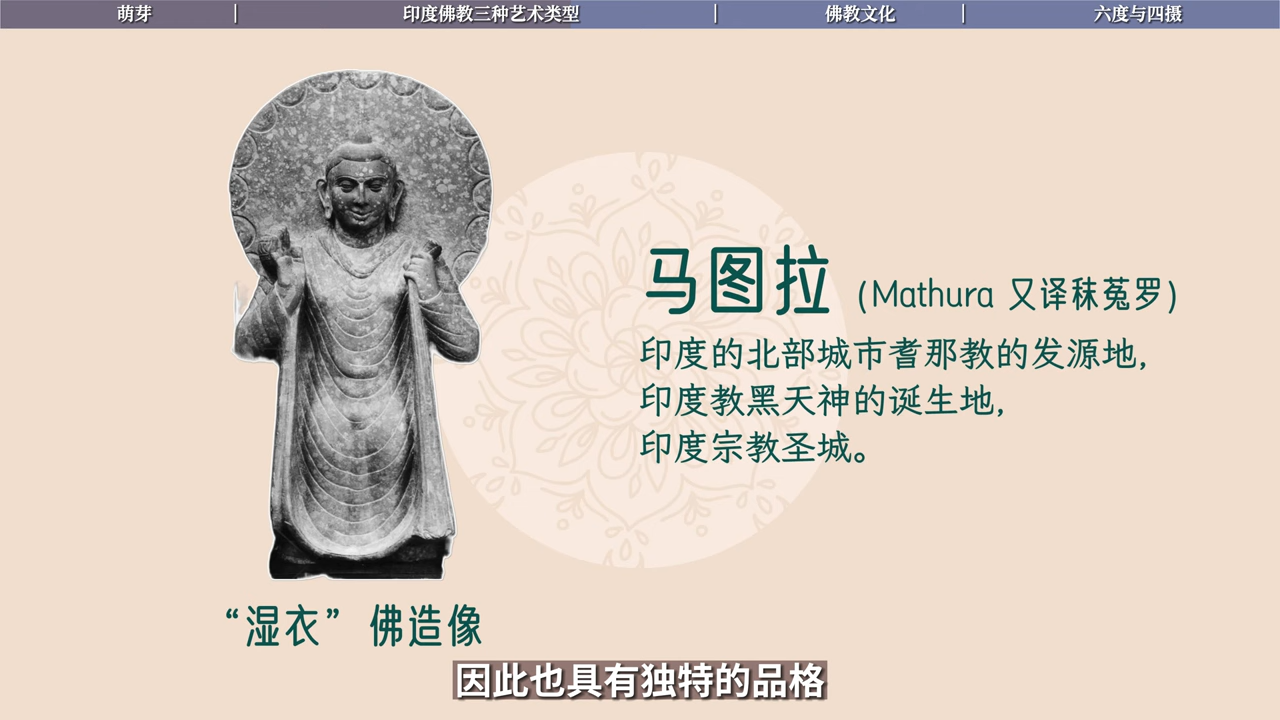 萌芽 | 印度佛教三种艺术类型 | 佛教文化 | 六度与四摄
马图拉 (Mathura 又译秣菟罗)
印度的北部城市耆那教的发源地,
印度教黑天神的诞生地,
印度宗教圣城。
“湿衣”佛造像
因此也具有独特的品格